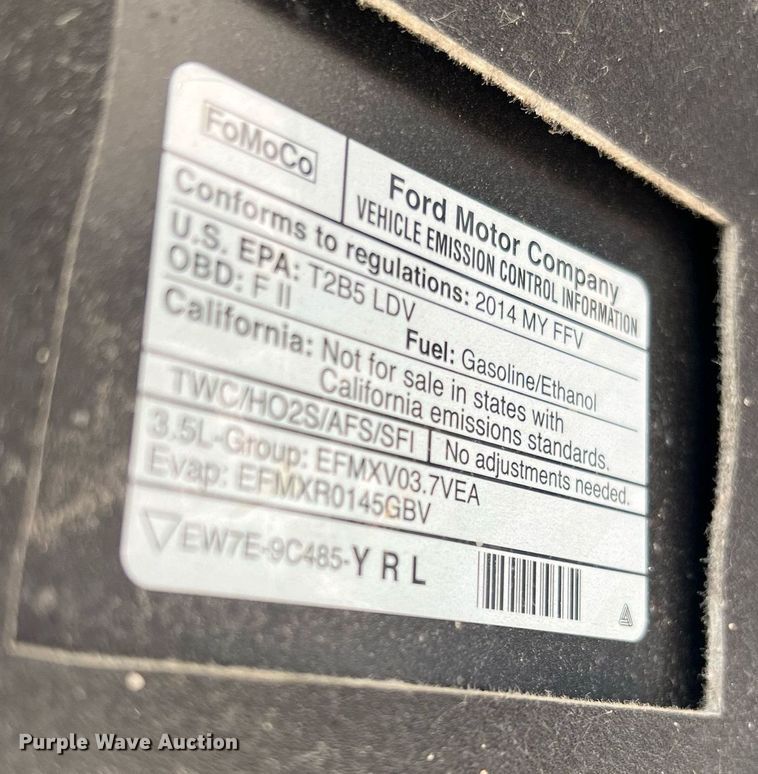 FoMoCo
Ford Motor Company
VEHICLE EMISSION CONTROL INFORMATION
Conforms to regulations: 2014 MY FFV
U.S. EPA: T2B5 LDV
OBD: F II
Fuel: Gasoline/Ethanol
California: Not for sale in states with
California emissions standards.
TWC/HO2S/AFS/SFI
No adjustments needed.
3.5L-Group: EFMXV03.7VEA
Evap: EFMXR0145GBV
EW7E-9C485-Y R L
Purple Wave Auction